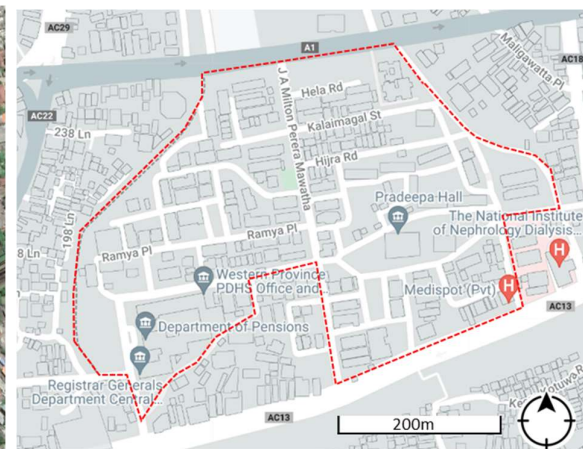 AC29
A1
AC18
Maligawatta Pl
Hela Rd
J A Milton Perera Mawatha
AC22
Kalaimagal St
238 Ln
Hijra Rd
Pradeepa Hall
198 Ln
The National Institute
of Nephrology Dialysis...
Ramya Pl
Ramya Pl
8 Ln
Western Province
PDHS Office and...
Medispot (Pvt)
H
H
AC13
Department of Pensions
Registrar Generals
Department Central...
AC13
200m